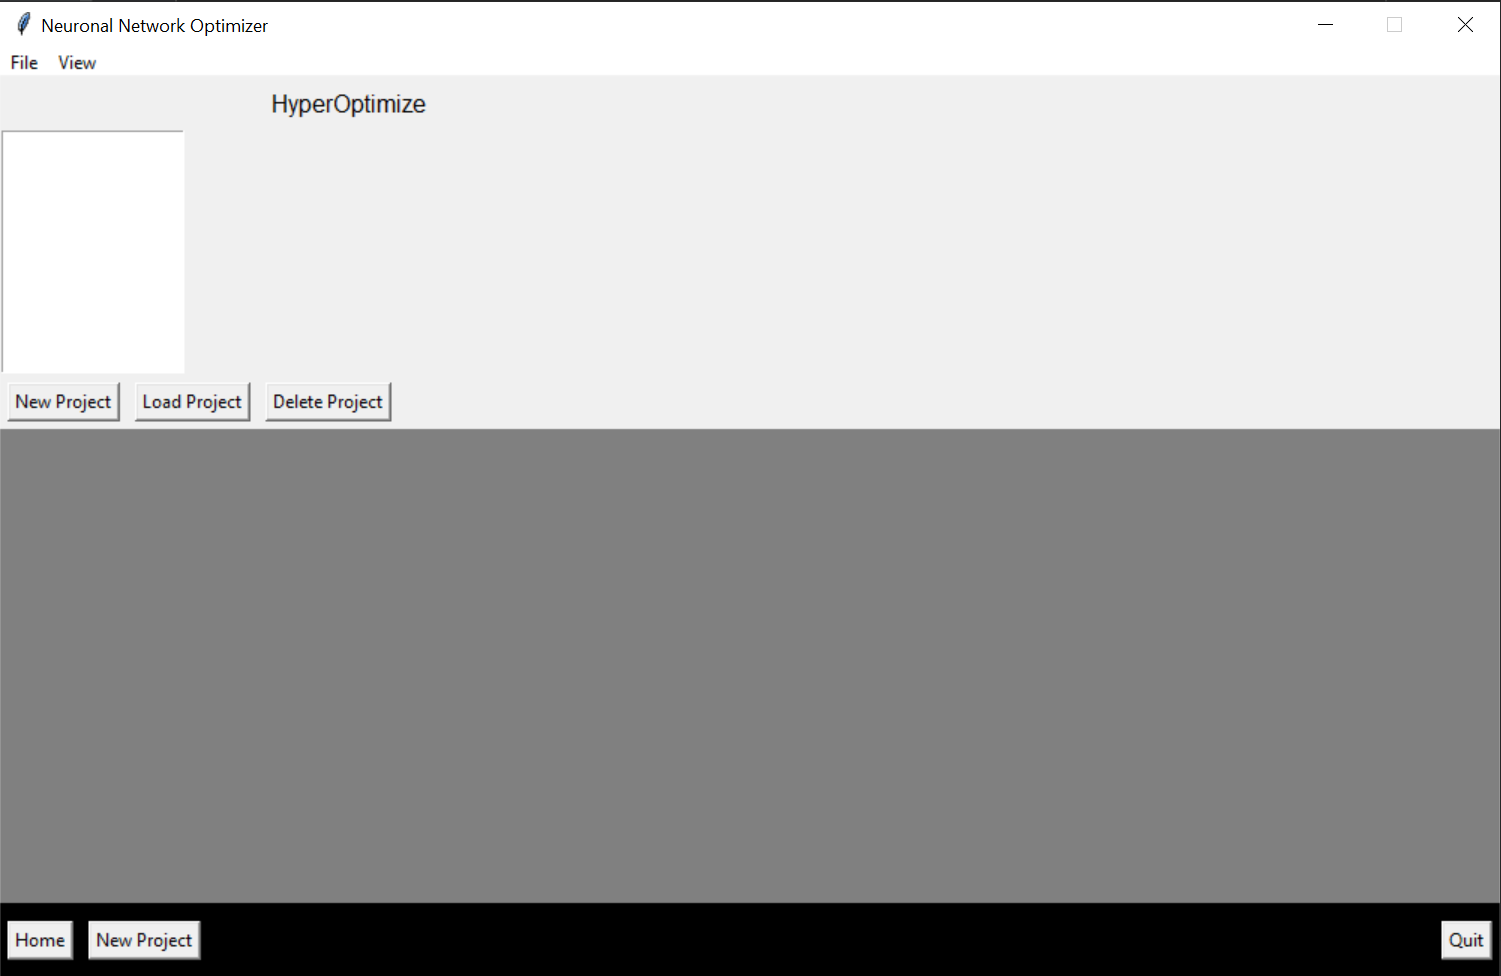 Neuronal Network Optimizer
File View
HyperOptimize
New Project Load Project Delete Project
Home New Project Quit